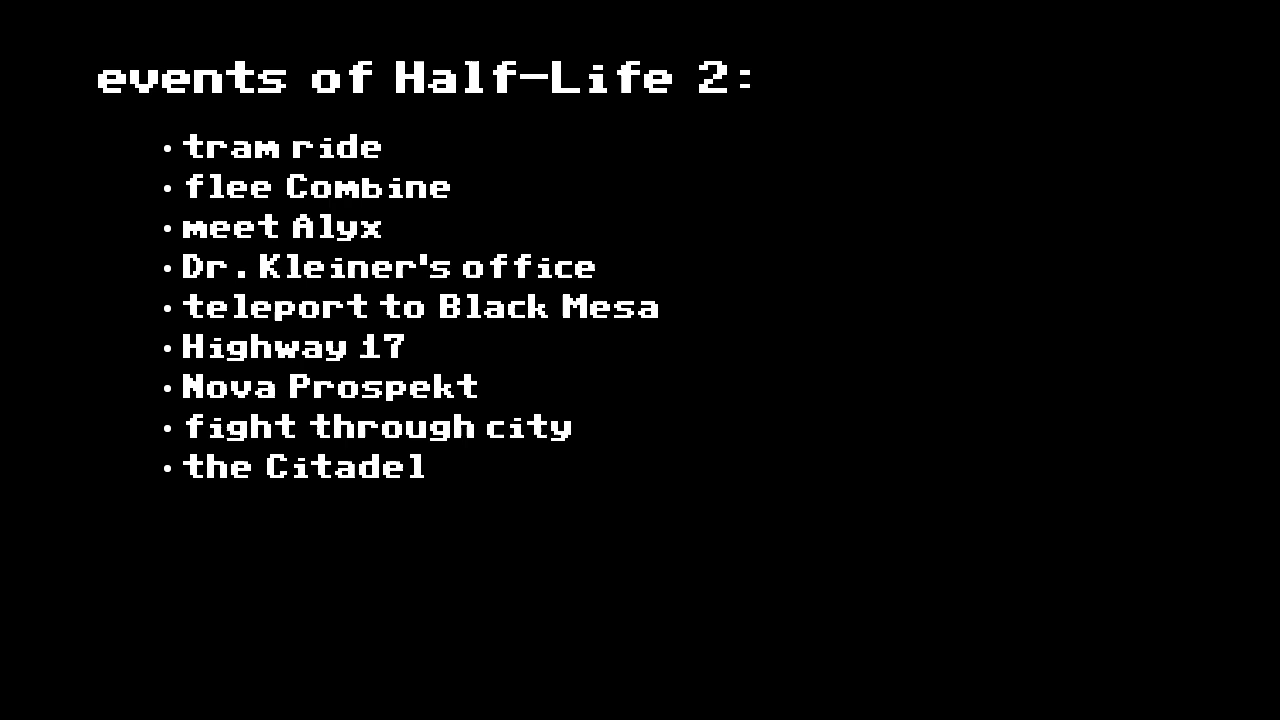 events of Half-Life 2:
• tram ride
• flee Combine
• meet Alyx
• Dr. Kleiner's office
• teleport to Black Mesa
• Highway 17
• Nova Prospekt
• fight through city
• the Citadel